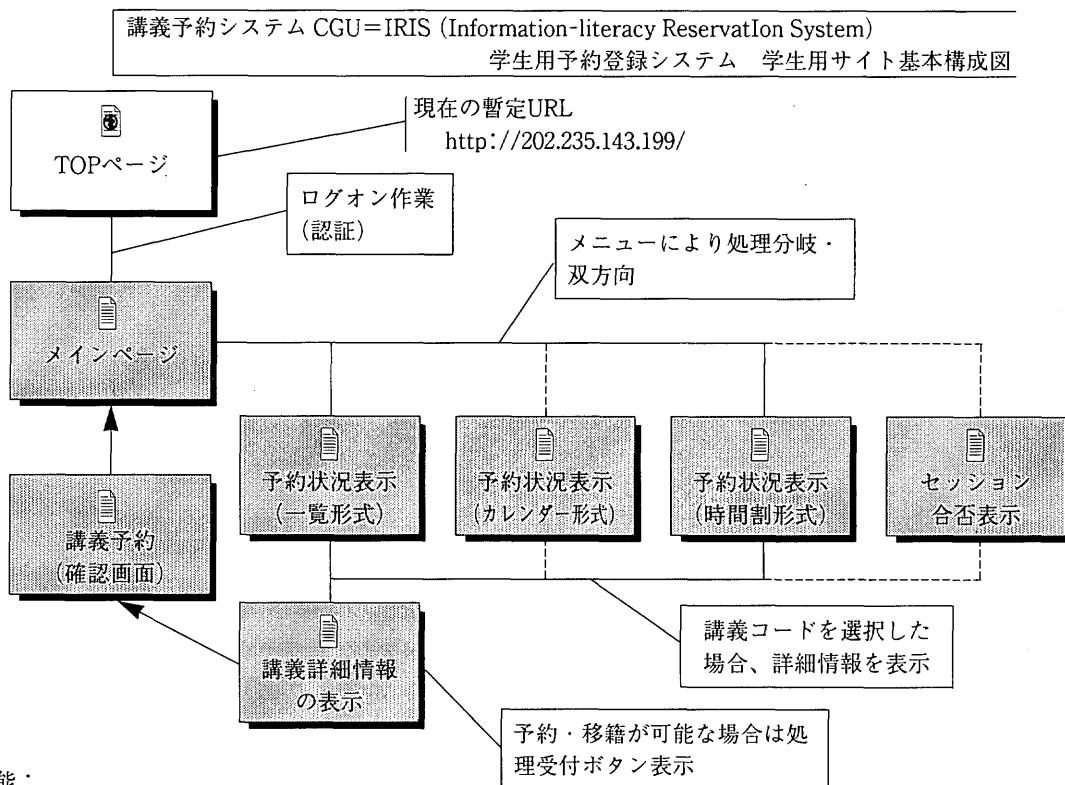 講義予約システム CGU=IRIS (Information-literacy ReservatIon System)
学生用予約登録システム　学生用サイト基本構成図
TOPページ
現在の暫定URL
http://202.235.143.199/
ログオン作業
(認証)
メニューにより処理分岐・
双方向
メインページ
予約状況表示
(一覧形式)
予約状況表示
(カレンダー形式)
予約状況表示
(時間割形式)
セッション
合否表示
講義予約
(確認画面)
講義詳細情報
の表示
講義コードを選択した
場合、詳細情報を表示
予約・移籍が可能な場合は処
理受付ボタン表示